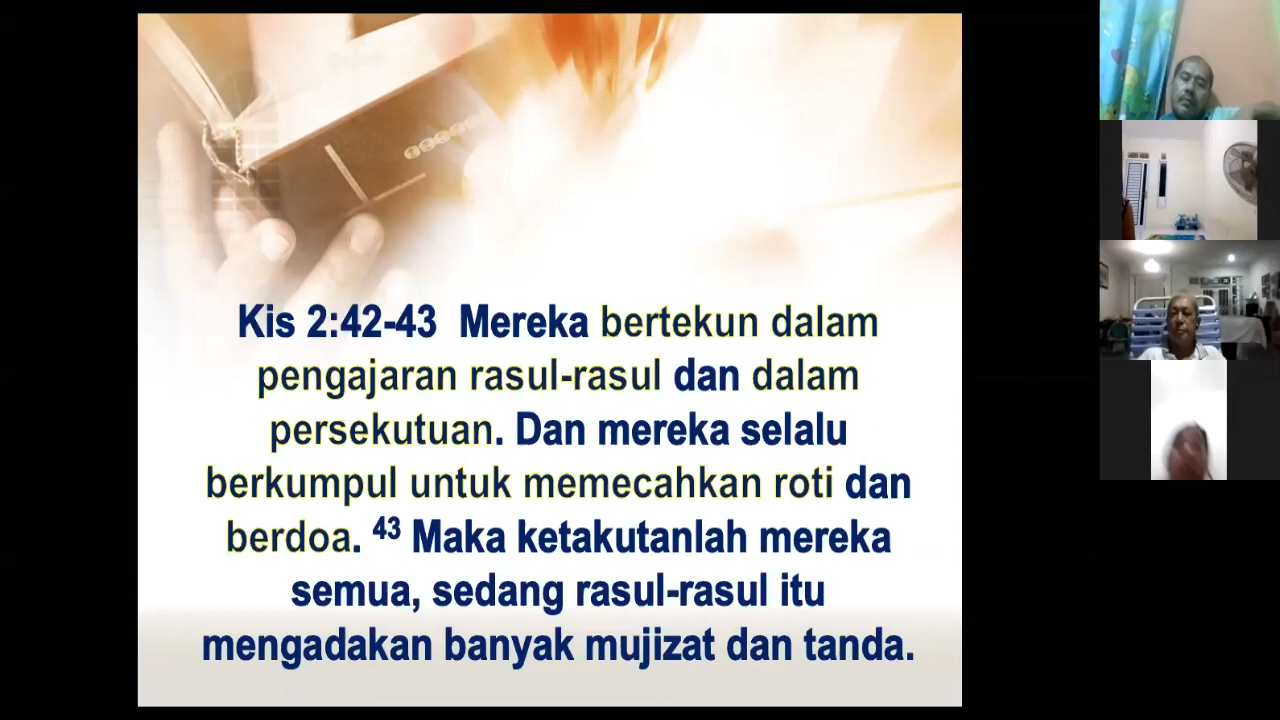 Kis 2:42-43 Mereka bertekun dalam
pengajaran rasul-rasul dan dalam
persekutuan. Dan mereka selalu
berkumpul untuk memecahkan roti dan
berdoa. 43 Maka ketakutanlah mereka
semua, sedang rasul-rasul itu
mengadakan banyak mujizat dan tanda.